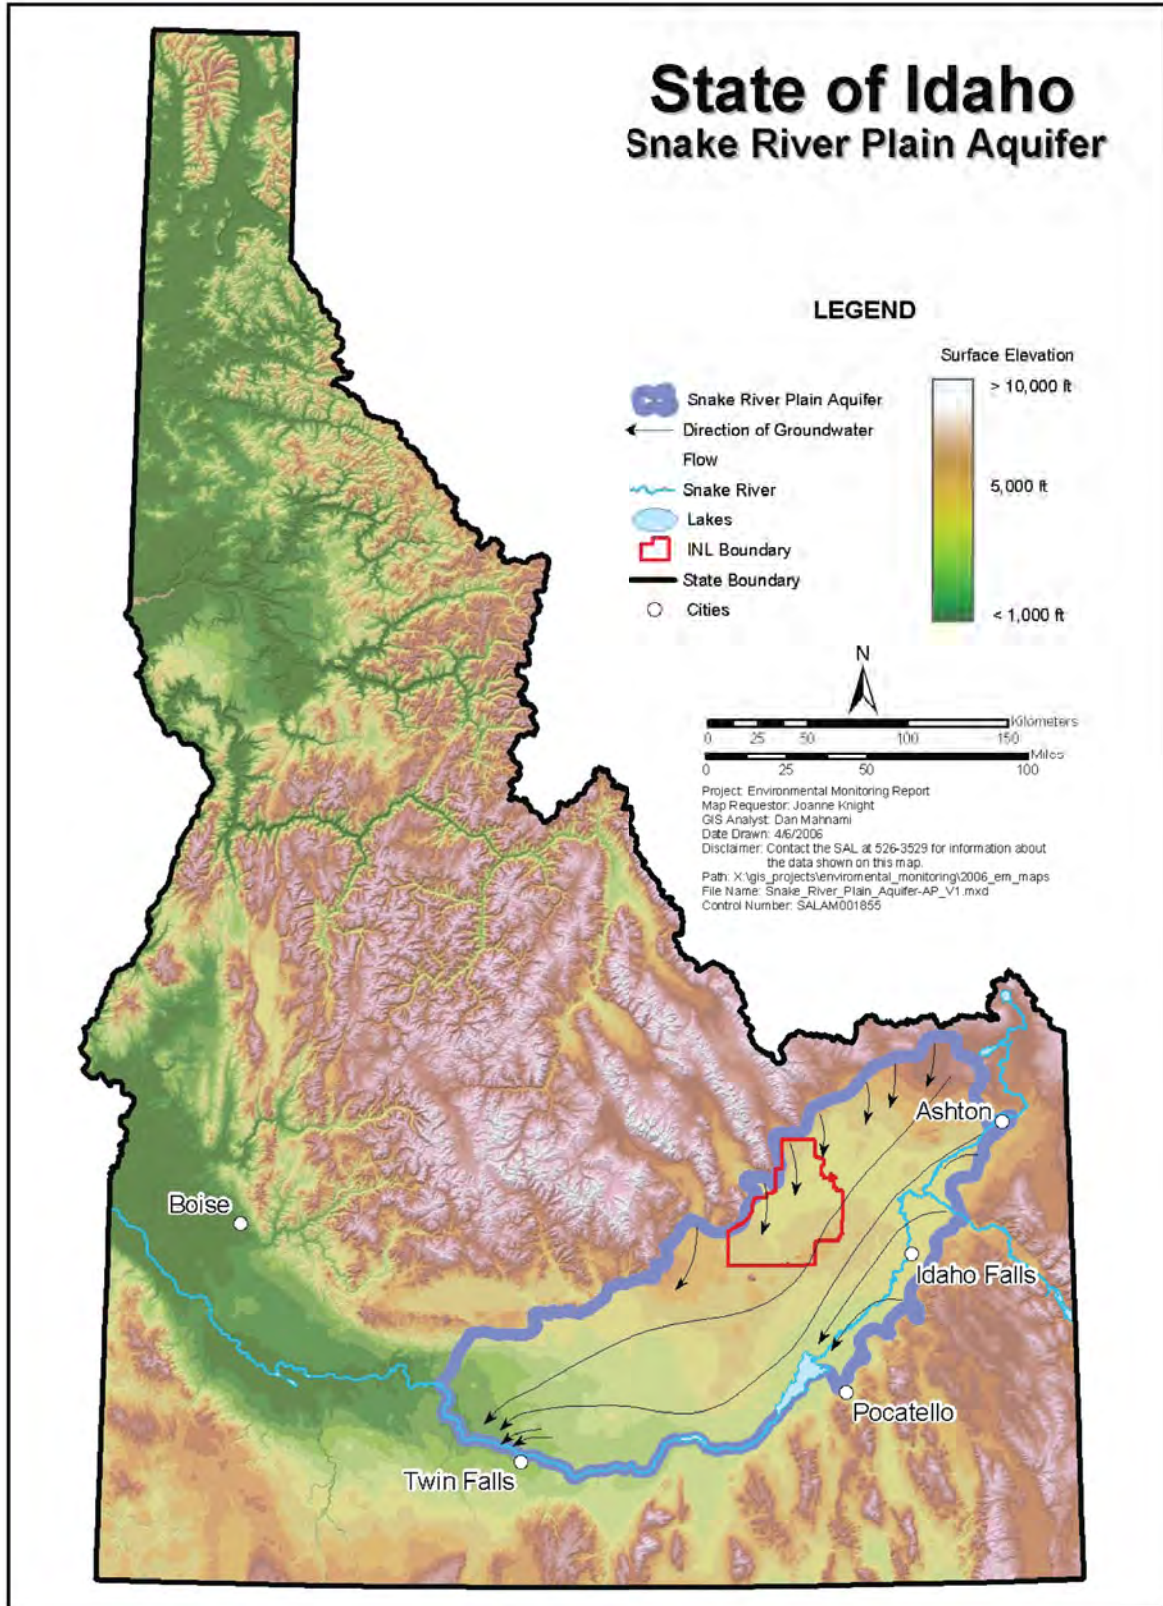 State of Idaho
Snake River Plain Aquifer
LEGEND
Surface Elevation
> 10,000 ft
5,000 ft
< 1,000 ft
Snake River Plain Aquifer
Direction of Groundwater
Flow
Snake River
Lakes
INL Boundary
State Boundary
Cities
N
Kilometers
0 25 50 100 150
Miles
0 25 50 100
Project: Environmental Monitoring Report
Map Requestor: Joanne Knight
GIS Analyst: Dan Mahnami
Date Drawn: 4/6/2006
Disclaimer: Contact the SAL at 526-3529 for information about
the data shown on this map.
Path: X:\gis_projects\enviromental_monitoring\2006_em_maps
File Name: Snake_River_Plain_Aquifer-AP_V1.mxd
Control Number: SALAM001855
Ashton
Boise
Idaho Falls
Pocatello
Twin Falls